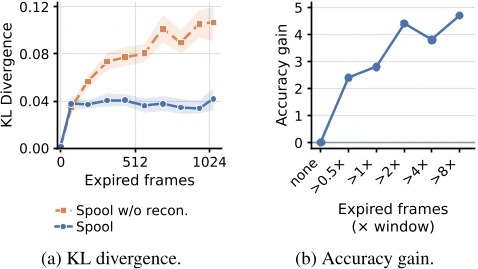 KL Divergence
0.12
0.08
0.04
0.00
0
512
1024
Expired frames
Spool w/o recon.
Spool
(a) KL divergence.
Accuracy gain
5
4
3
2
1
0
none
>0.5×
>1×
>2×
>4×
>8×
Expired frames
(× window)
(b) Accuracy gain.